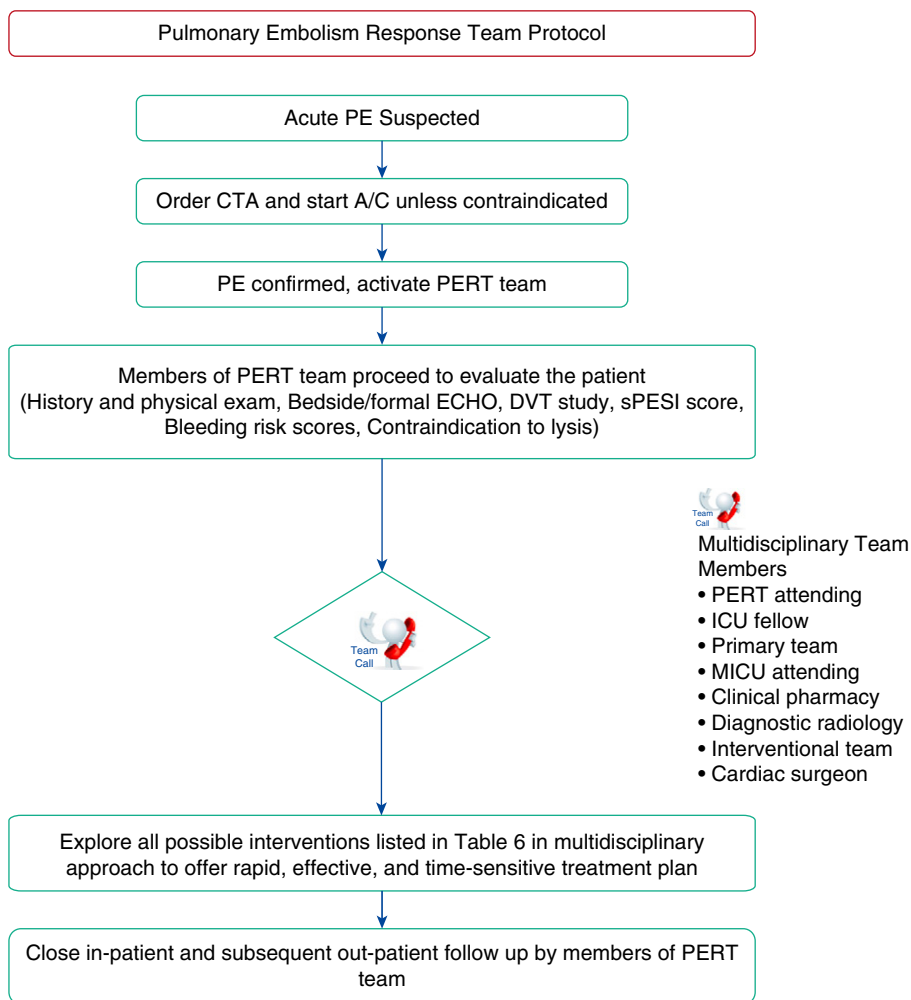 Pulmonary Embolism Response Team Protocol
Acute PE Suspected
Order CTA and start A/C unless contraindicated
PE confirmed, activate PERT team
Members of PERT team proceed to evaluate the patient
(History and physical exam, Bedside/formal ECHO, DVT study, sPESI score,
Bleeding risk scores, Contraindication to lysis)
Team
Call
Team
Call
Multidisciplinary Team
Members
• PERT attending
• ICU fellow
• Primary team
• MICU attending
• Clinical pharmacy
• Diagnostic radiology
• Interventional team
• Cardiac surgeon
Explore all possible interventions listed in Table 6 in multidisciplinary
approach to offer rapid, effective, and time-sensitive treatment plan
Close in-patient and subsequent out-patient follow up by members of PERT
team